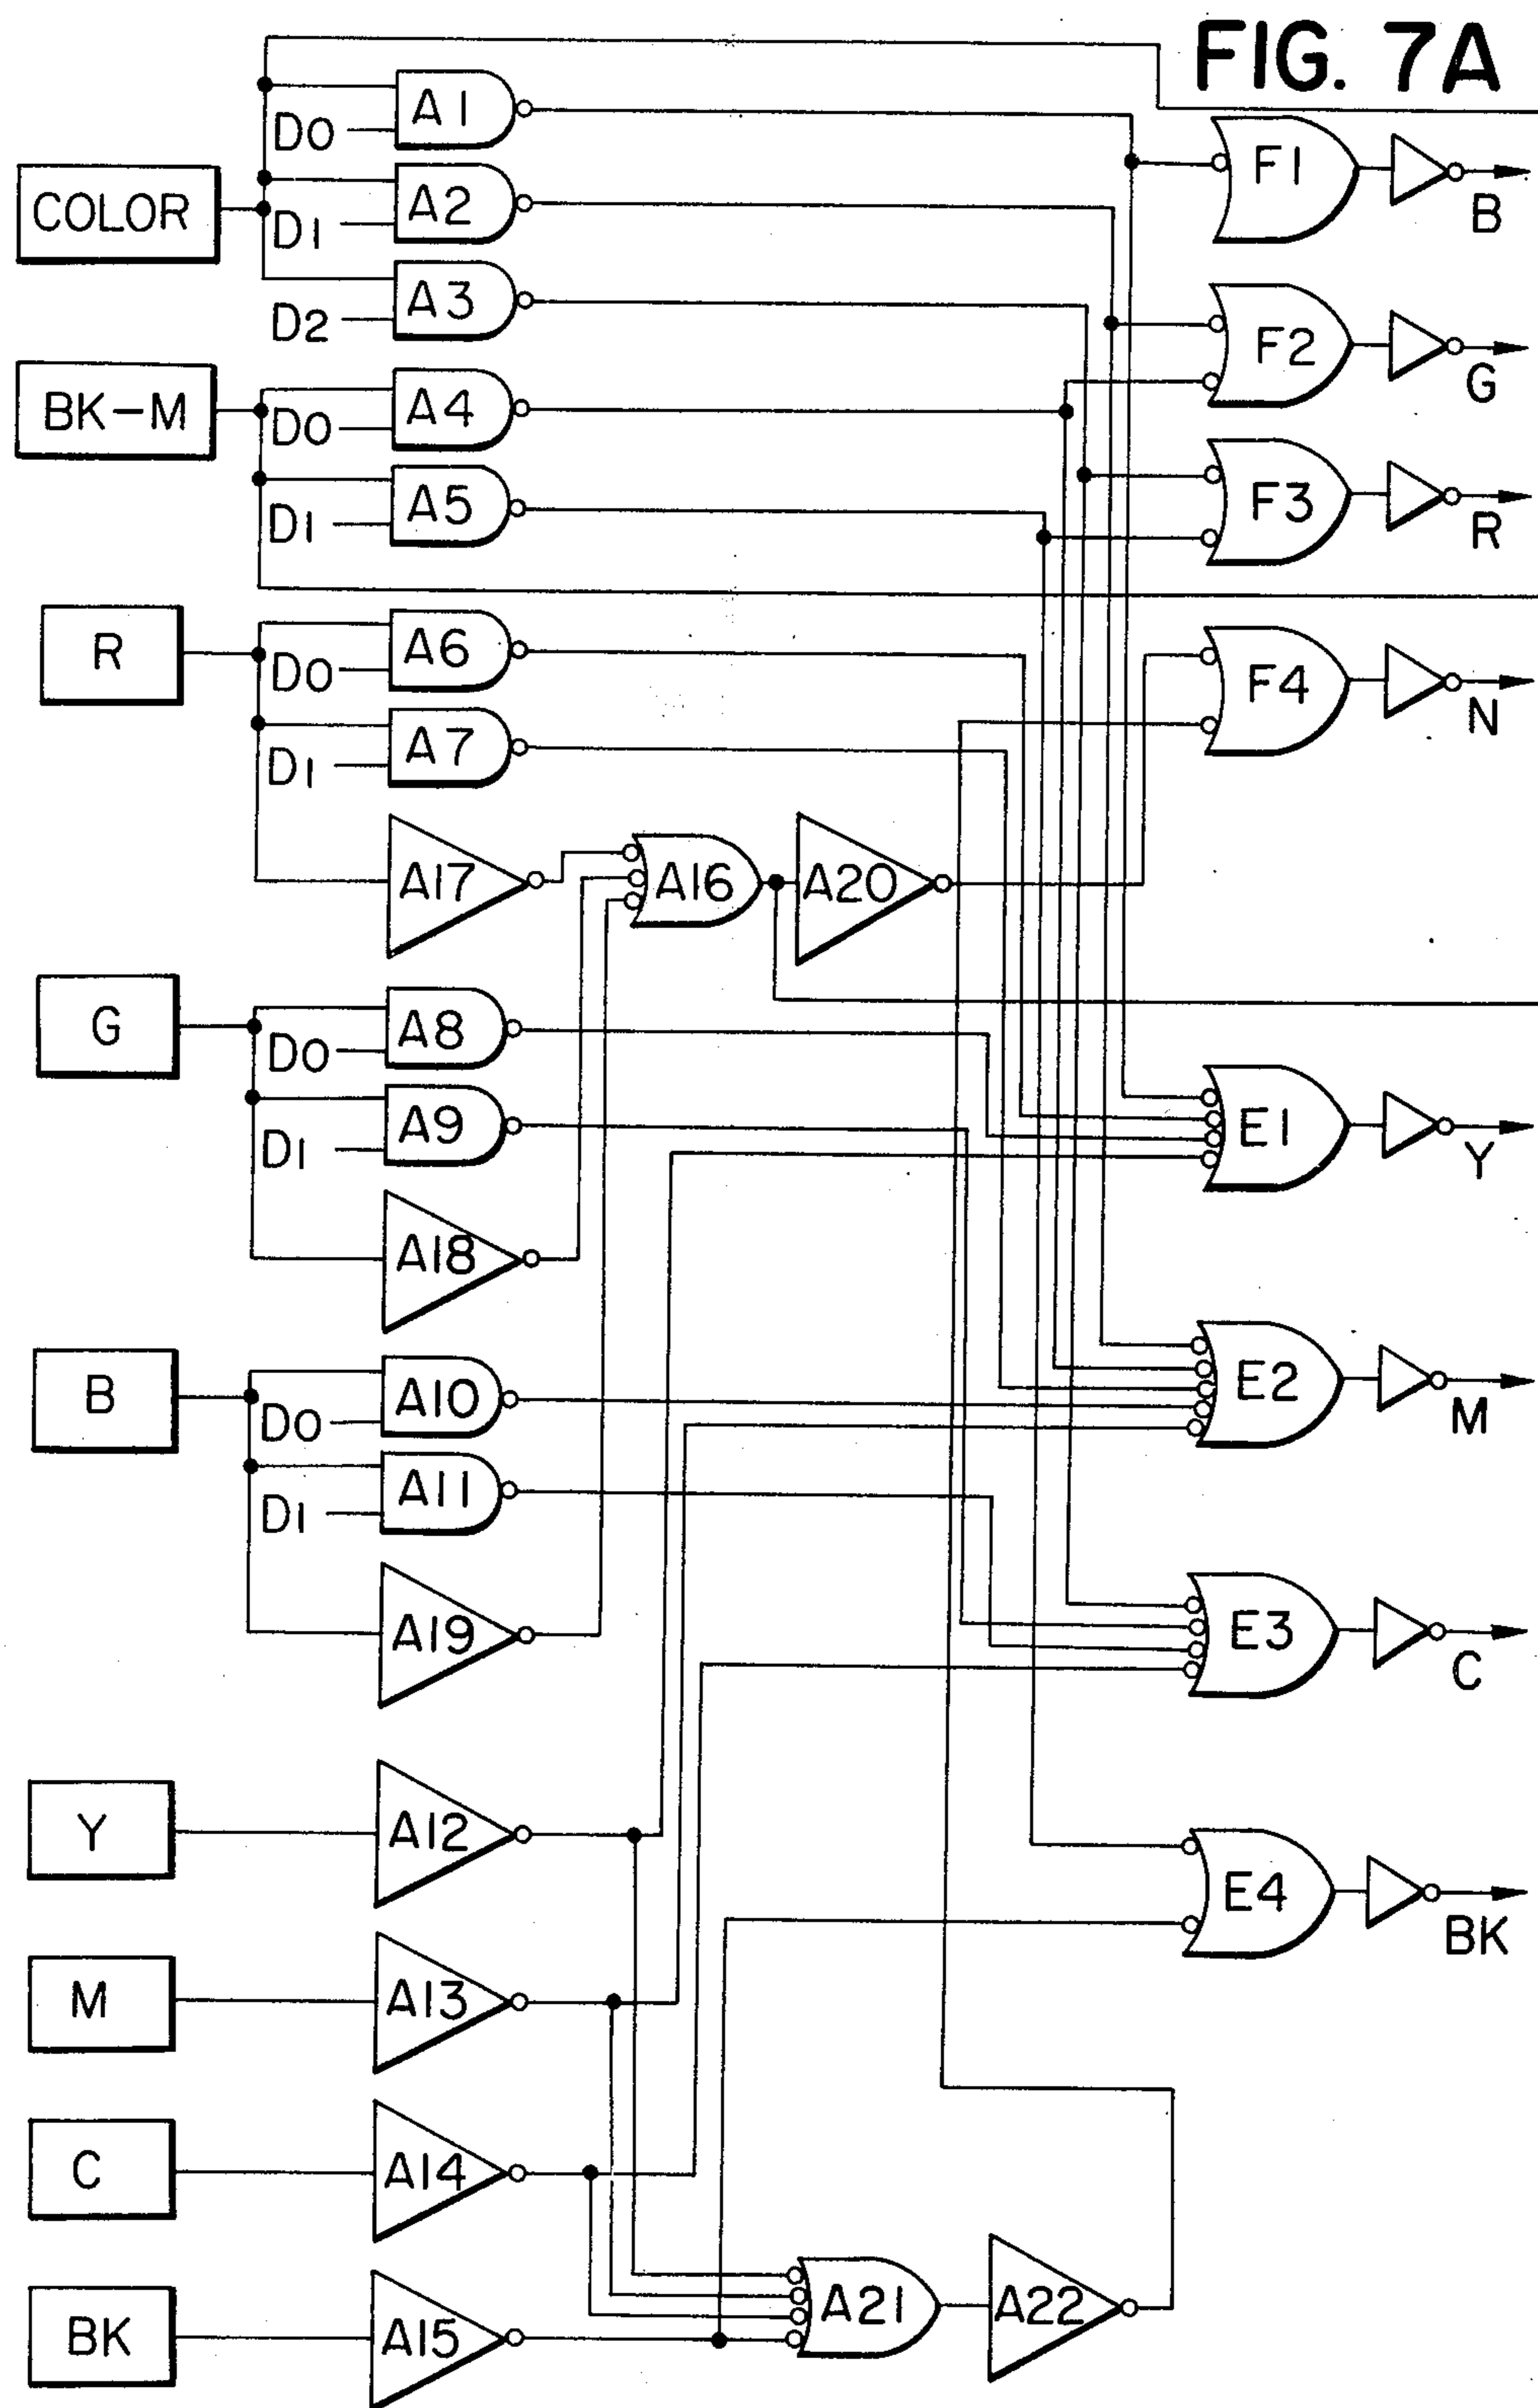 FIG. 7A
A1
D0
F1
B
COLOR
A2
D1
A3
D2
F2
G
BK-M
A4
D0
A5
D1
F3
R
R
A6
D0
A7
D1
F4
N
A17
A16
A20
G
A8
D0
A9
D1
E1
Y
A18
B
A10
D0
A11
D1
E2
M
A19
E3
C
Y
A12
E4
BK
M
A13
C
A14
BK
A15
A21
A22